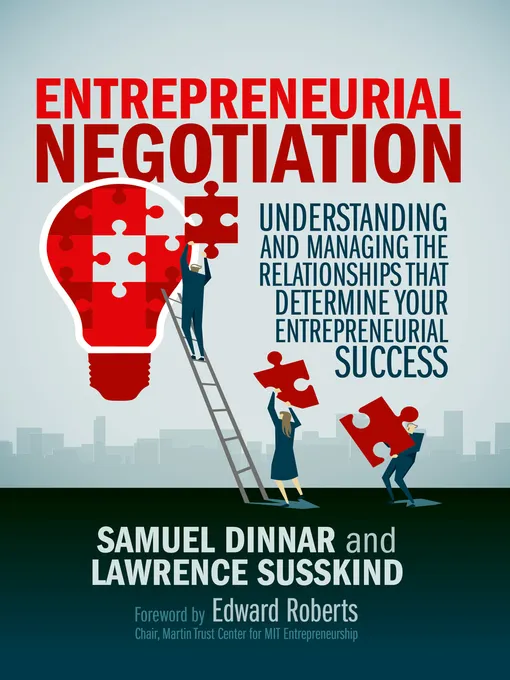 ENTREPRENEURIAL
NEGOTIATION
UNDERSTANDING
AND MANAGING THE
RELATIONSHIPS THAT
DETERMINE YOUR
ENTREPRENEURIAL
SUCCESS
SAMUEL DINNAR and
LAWRENCE SUSSKIND
Foreword by Edward Roberts
Chair, Martin Trust Center for MIT Entrepreneurship